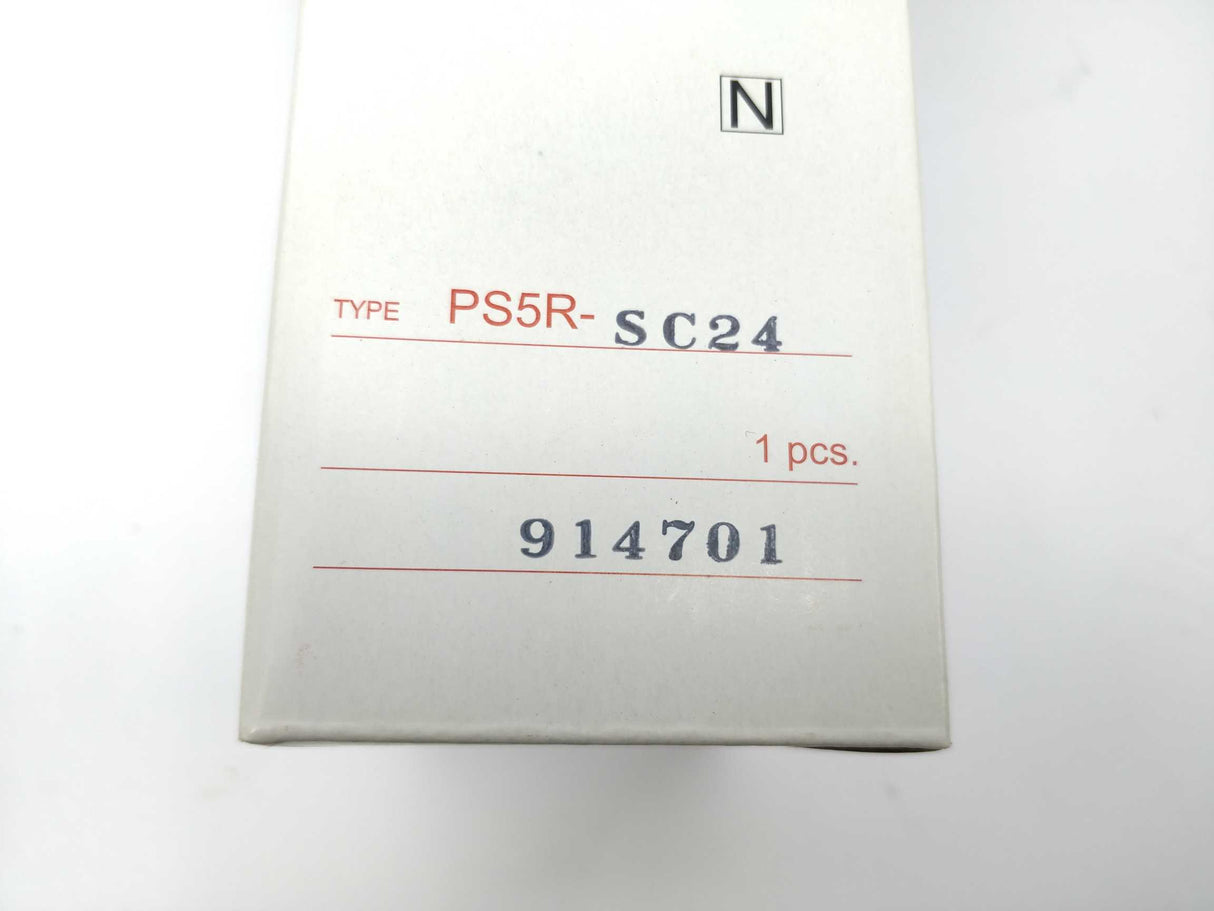 N
TYPE PS5R-SC24
1 pcs.
914701